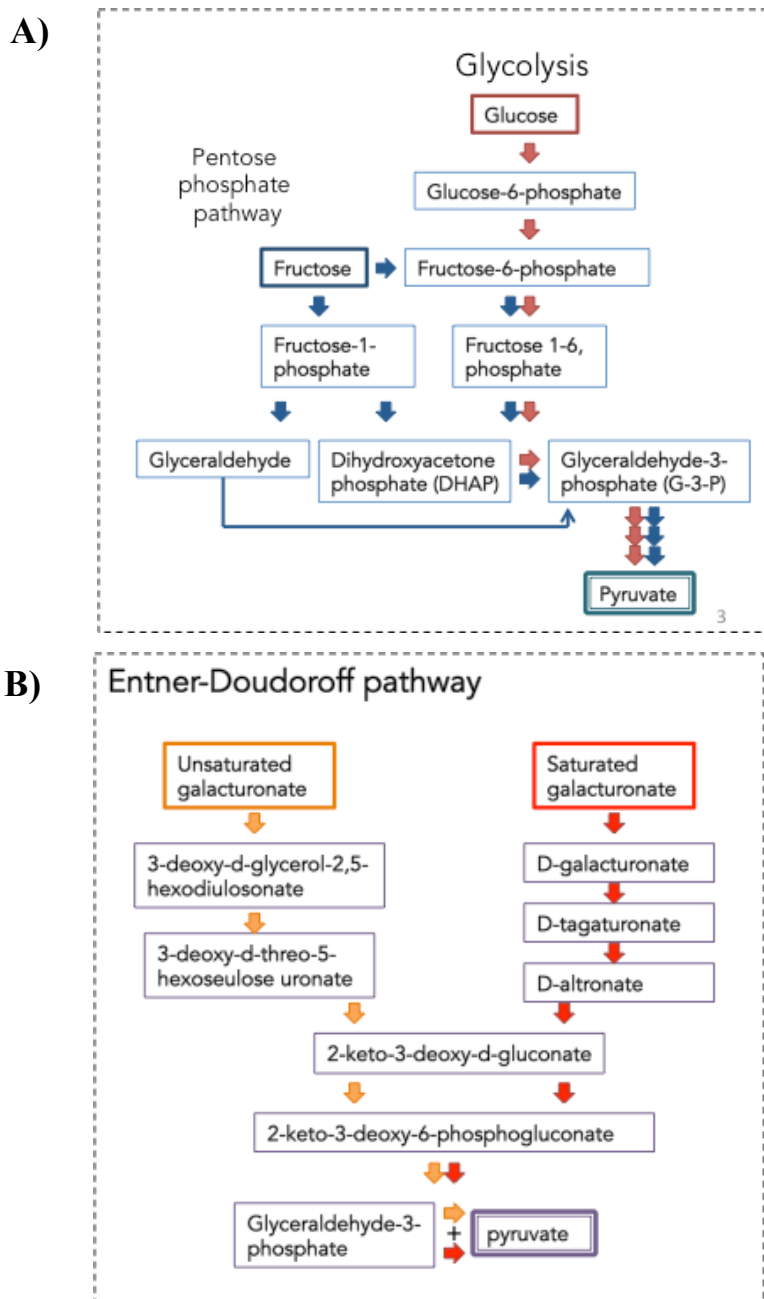 A)
Glycolysis
Glucose
Pentose
phosphate
pathway
Glucose-6-phosphate
Fructose
Fructose-6-phosphate
Fructose-1-
phosphate
Fructose 1-6,
phosphate
Glyceraldehyde
Dihydroxyacetone
phosphate (DHAP)
Glyceraldehyde-3-
phosphate (G-3-P)
Pyruvate
3
B)
Entner-Doudoroff pathway
Unsaturated
galacturonate
Saturated
galacturonate
3-deoxy-d-glycerol-2,5-
hexodiulosonate
D-galacturonate
D-tagaturonate
3-deoxy-d-threo-5-
hexoseulose uronate
D-altronate
2-keto-3-deoxy-d-gluconate
2-keto-3-deoxy-6-phosphogluconate
Glyceraldehyde-3-
phosphate
+
pyruvate